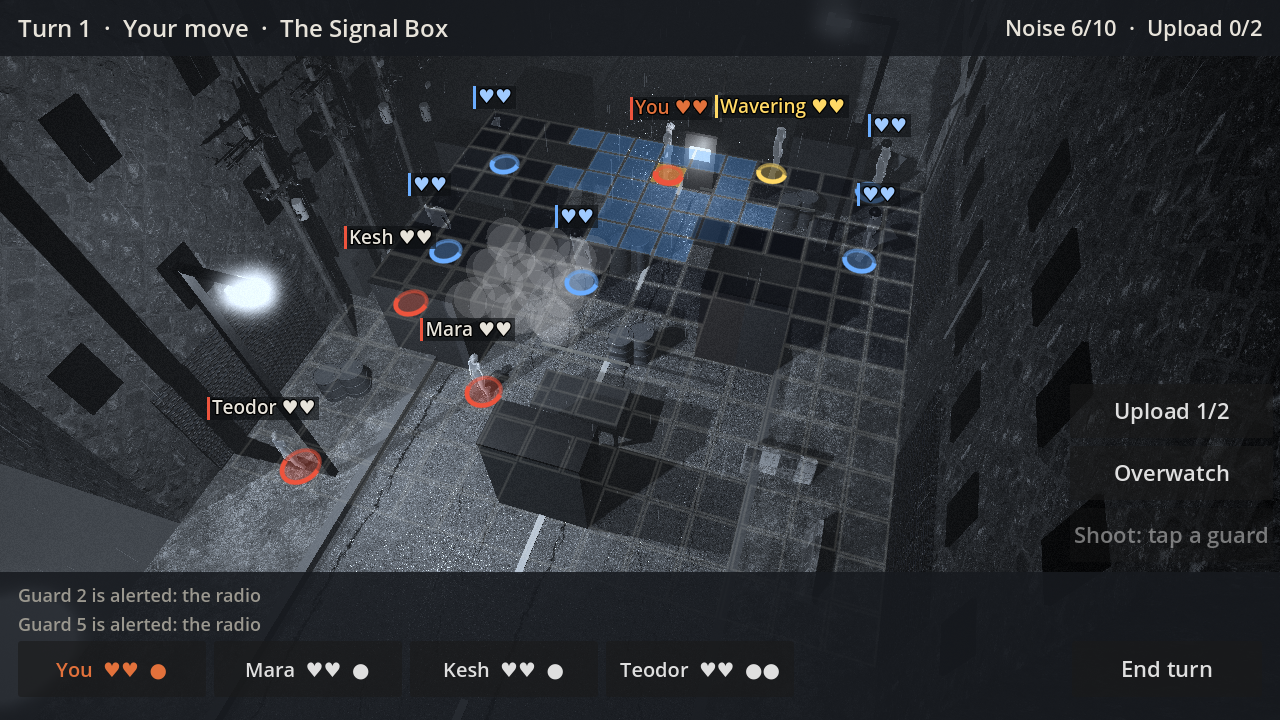 Turn 1 · Your move · The Signal Box
Noise 6/10 · Upload 0/2
♥♥
You ♥♥
Wavering ♥♥
♥♥
♥♥
♥♥
♥♥
Kesh ♥♥
Mara ♥♥
Teodor ♥♥
Upload 1/2
Overwatch
Shoot: tap a guard
Guard 2 is alerted: the radio
Guard 5 is alerted: the radio
You ♥♥ ●
Mara ♥♥ ●
Kesh ♥♥ ●
Teodor ♥♥ ●●
End turn